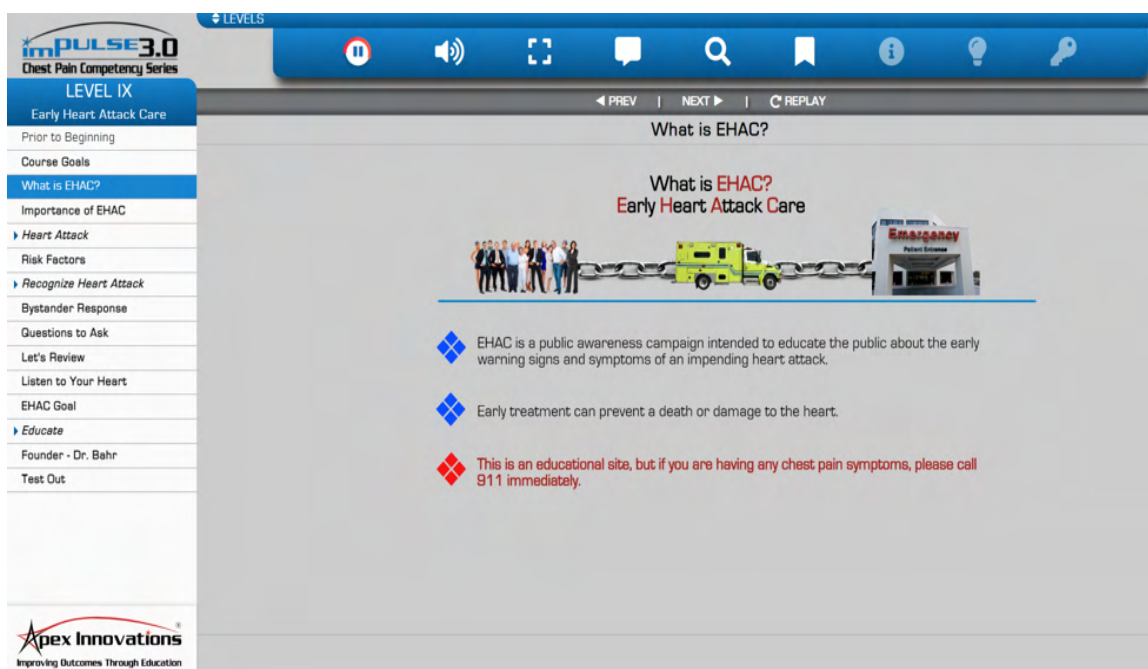 LEVELS
imPULSE3.0
Chest Pain Competency Series
LEVEL IX
Early Heart Attack Care
Prior to Beginning
Course Goals
What is EHAC?
Importance of EHAC
Heart Attack
Risk Factors
Recognize Heart Attack
Bystander Response
Questions to Ask
Let's Review
Listen to Your Heart
EHAC Goal
Educate
Founder - Dr. Bahr
Test Out
Apex Innovations®
Improving Outcomes Through Education
PREV | NEXT | REPLAY
What is EHAC?
What is EHAC?
Early Heart Attack Care
Emergency
Patient Entrance
EHAC is a public awareness campaign intended to educate the public about the early
warning signs and symptoms of an impending heart attack.
Early treatment can prevent a death or damage to the heart.
This is an educational site, but if you are having any chest pain symptoms, please call
911 immediately.